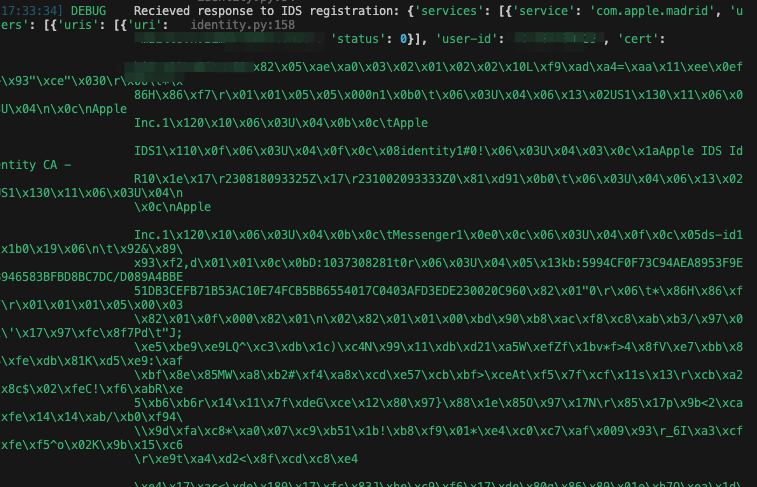 [17:33:34] DEBUG Recieved response to IDS registration: {'services': [{'service': 'com.apple.madrid', 'u
ers': [{'uris': [{'uri': identity.py:158
'status': 0}], 'user-id': , 'cert':
x82\x05\xae\xa0\x03\x02\x01\x02\x02\x10L\xf9\xad\xa4=\xaa\x11\xee\x0ef
\x93"\xce"\x030\r\x06\t*\x
86H\x86\xf7\r\x01\x01\x05\x05\x000n1\x0b0\t\x06\x03U\x04\x06\x13\x02US1\x130\x11\x06\x0
3U\x04\n\x0c\nApple
Inc.1\x120\x10\x06\x03U\x04\x0b\x0c\tApple
IDS1\x110\x0f\x06\x03U\x04\x0f\x0c\x08identity1#0!\x06\x03U\x04\x03\x0c\x1aApple IDS Id
entity CA -
R10\x1e\x17\r230818093325Z\x17\r231002093333Z0\x81\xd91\x0b0\t\x06\x03U\x04\x06\x13\x02
US1\x130\x11\x06\x03U\x04\n
\x0c\nApple
Inc.1\x120\x10\x06\x03U\x04\x0b\x0c\tMessenger1\x0e0\x0c\x06\x03U\x04\x0f\x0c\x05ds-id1
\x1b0\x19\x06\n\t\x92&\x89\
x93\xf2,d\x01\x01\x0c\x0bD:1037308281t0r\x06\x03U\x04\x05\x13kb:5994CF0F73C94AEA8953F9E
6946583BFBD8BC7DC/D089A4BBE
51DB3CEFB71B53AC10E74FCB5BB6554017C0403AFD3EDE230020C960\x82\x01"0\r\x06\t*\x86H\x86\xf
7\r\x01\x01\x01\x05\x00\x03
\x82\x01\x0f\x000\x82\x01\n\x02\x82\x01\x01\x00\xbd\x90\xb8\xac\xf8\xc8\xab\xb3/\x97\x0
\'\x17\x97\xfc\x8f7Pd\t"J;
\xe5\xbe9\xe9LQ^\xc3\xdb\x1c)\xc4N\x99\x11\xdb\xd21\xa5W\xefZf\x1bv*f>4\x8fV\xe7\xbb\x8
\xfe\xdb\x81K\xd5\xe9:\xaf
\xbf\x8e\x85MW\xa8\xb2#\xf4\xa8x\xcd\xe57\xcb\xbf>\xceAt\xf5\x7f\xcf\x11s\x13\r\xcb\xa2
\x8c$\x02\xfeC!\xf6\xabR\xe
5\xb6\xb6r\x14\x11\x7f\xdeG\xce\x12\x80\x97}\x88\x1e\x85O\x97\x17N\r\x85\x17p\x9b<2\xca
\xfe\x14\x14\xab/\xb0\xf94\
\\x9d\xfa\xc8*\xa0\x07\xc9\xb51\x1b!\xb8\xf9\x01*\xe4\xc0\xc7\xaf\x009\x93\r_6I\xa3\xcf
\xfe\xf5^o\x02K\x9b\x15\xc6
\r\xe9t\xa4\xd2<\x8f\xcd\xc8\xe4